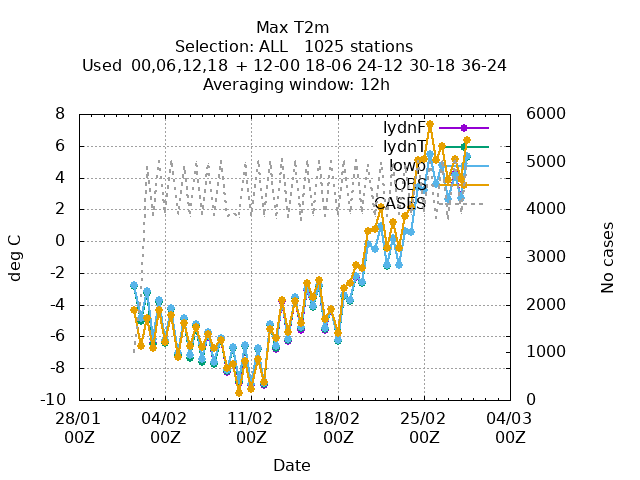 Max T2m
Selection: ALL   1025 stations
Used  00,06,12,18 + 12-00 18-06 24-12 30-18 36-24
Averaging window: 12h
8 6000
lydnF
6 lydnT 5000
lowp
4 OBS
2 CASES 4000
0
3000
-2
-4 2000
-6
1000
-8
-10 0
deg C
No cases
28/01 04/02 11/02 18/02 25/02 04/03
00Z 00Z 00Z 00Z 00Z 00Z
Date